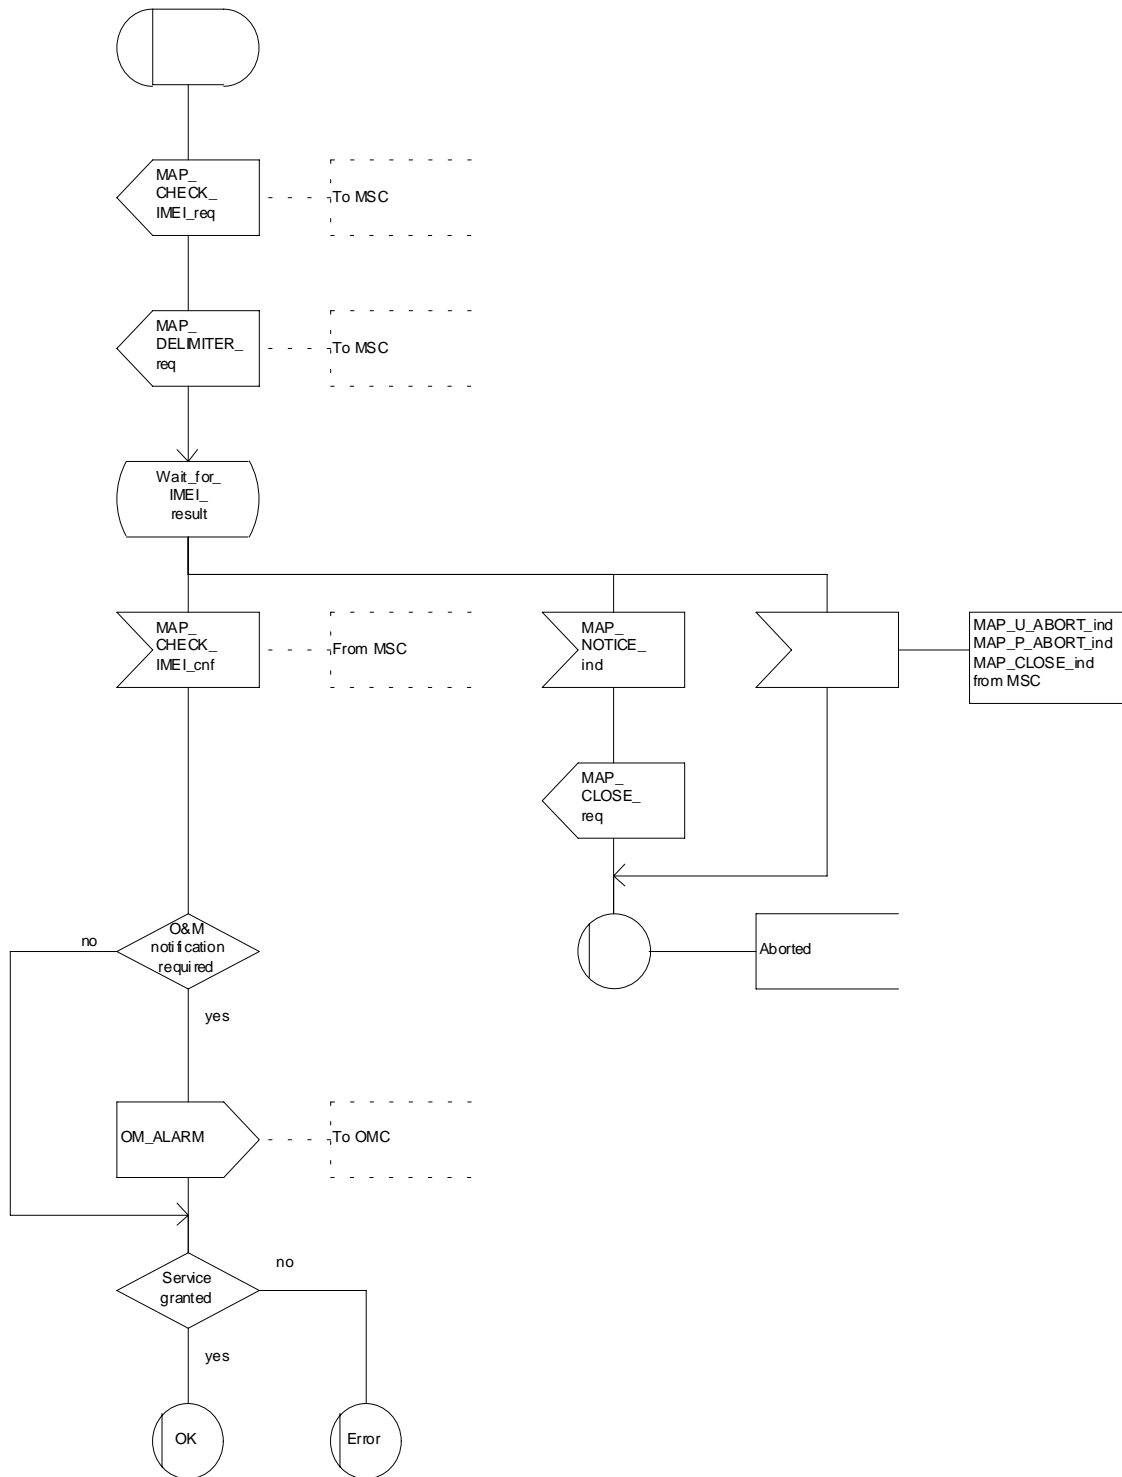 MAP_
CHECK_
IMEI_req
To MSC
MAP_
DELIMITER_
req
To MSC
Wait_for_
IMEI_
result
MAP_
CHECK_
IMEI_cnf
From MSC
MAP_
NOTICE_
ind
MAP_U_ABORT_ind
MAP_P_ABORT_ind
MAP_CLOSE_ind
from MSC
MAP_
CLOSE_
req
O&M
notification
required
no
yes
Aborted
OM_ALARM
To OMC
Service
granted
no
yes
OK
Error